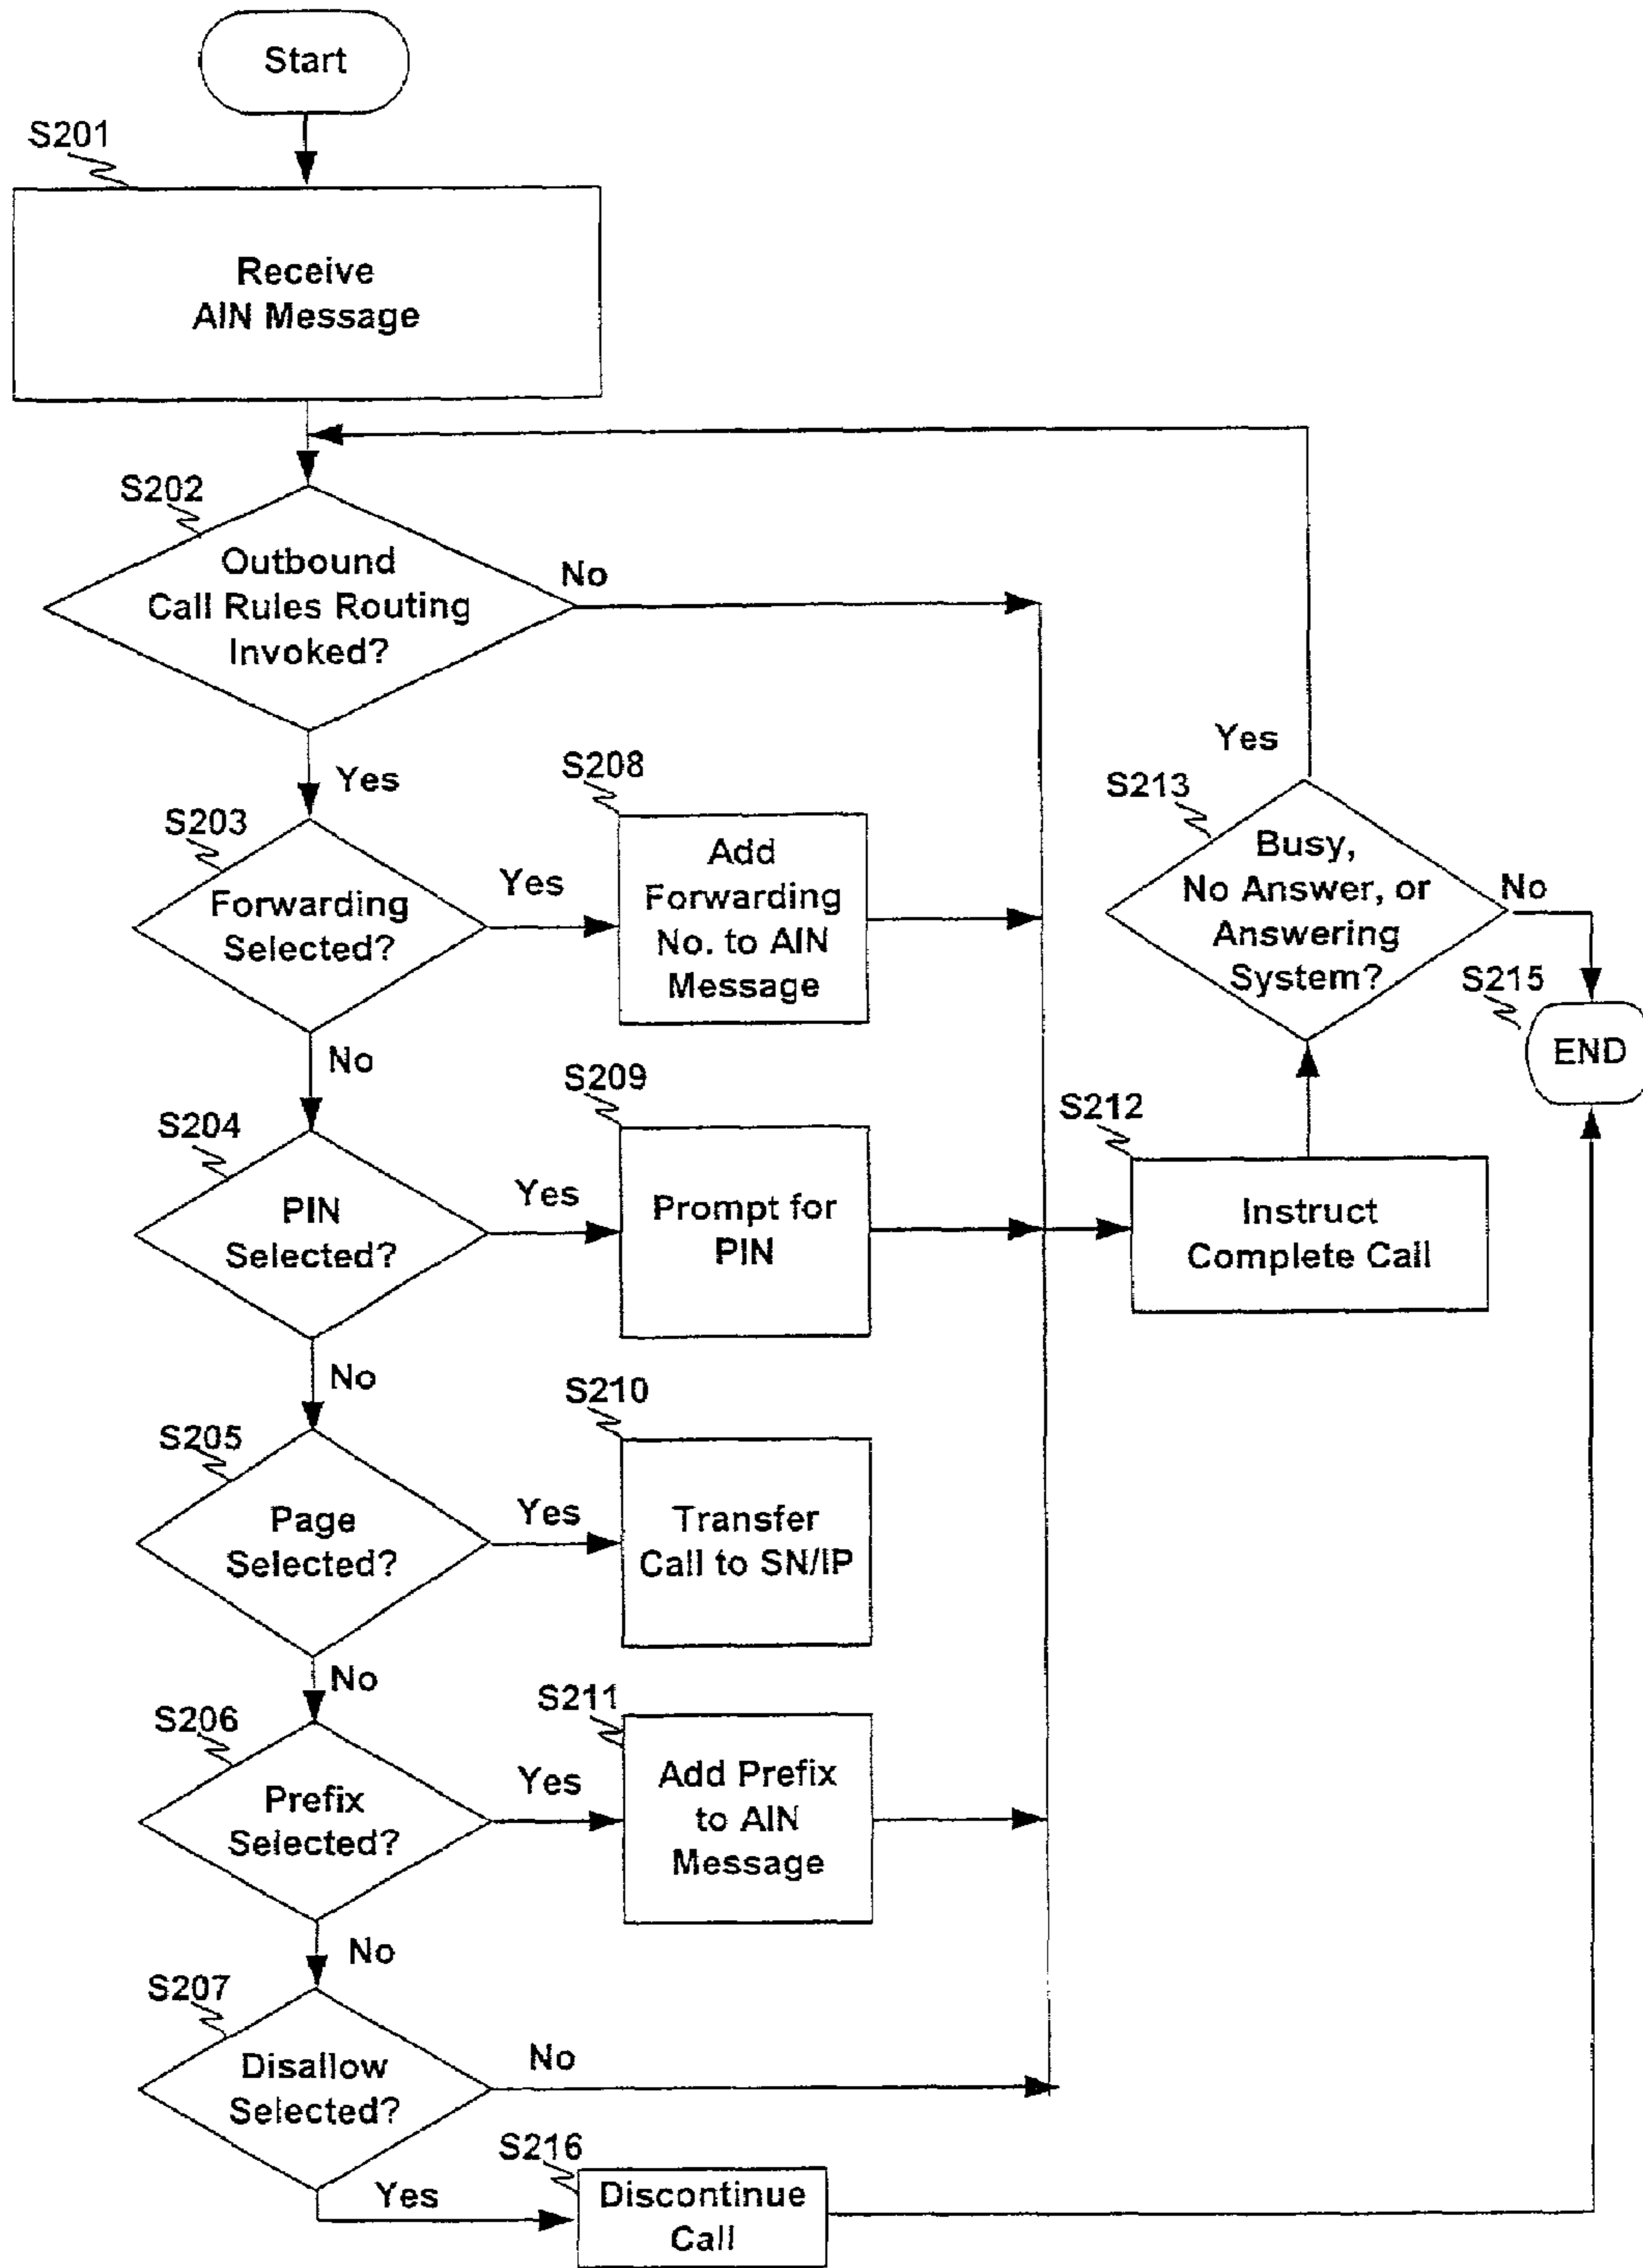 Start
S201
Receive
AIN Message
S202
Outbound
Call Rules Routing
Invoked?
No
Yes
S203
Forwarding
Selected?
Yes
S208
Add
Forwarding
No. to AIN
Message
No
S204
PIN
Selected?
Yes
S209
Prompt for
PIN
No
S205
Page
Selected?
Yes
S210
Transfer
Call to SN/IP
No
S206
Prefix
Selected?
Yes
S211
Add Prefix
to AIN
Message
No
S207
Disallow
Selected?
No
Yes
S216
Discontinue
Call
S212
Instruct
Complete Call
S213
Busy,
No Answer, or
Answering
System?
Yes
No
S215
END